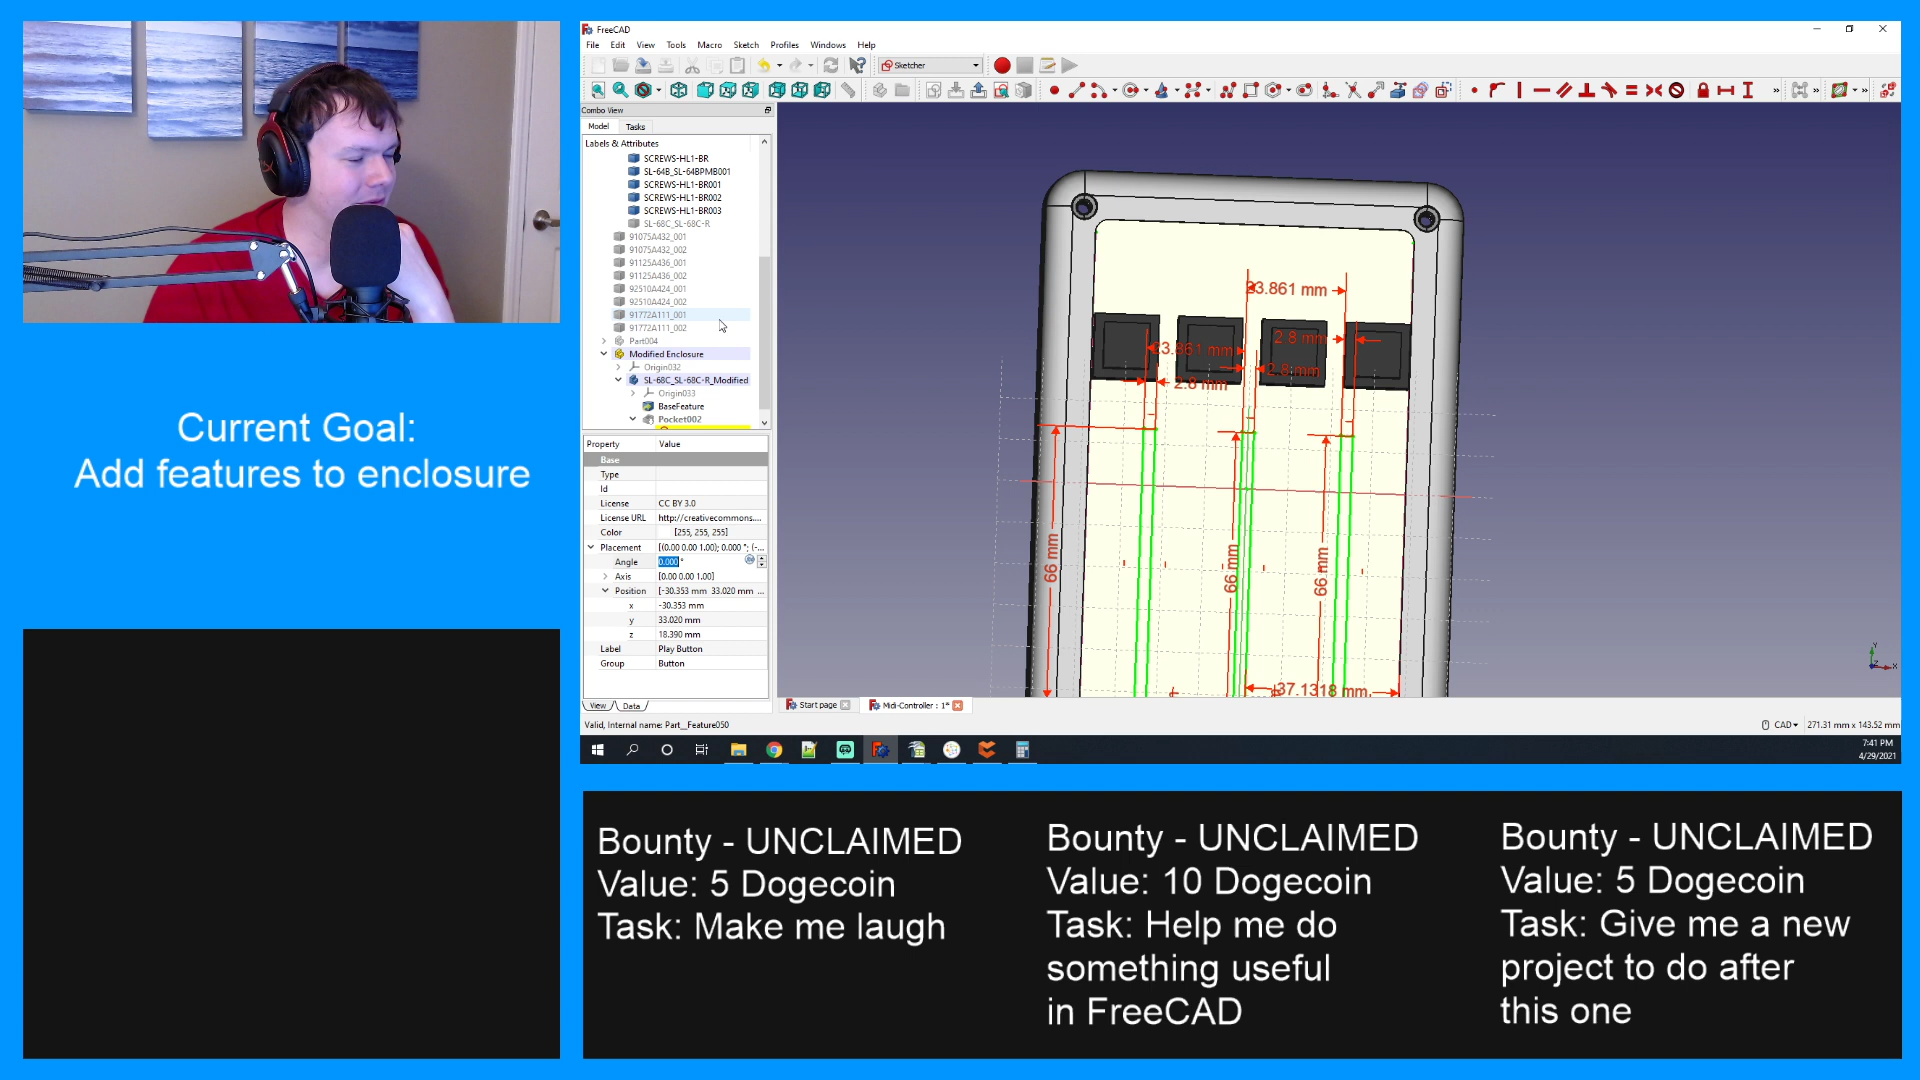 FreeCAD
File Edit View Tools Macro Sketch Profiles Windows Help
Sketcher
Combo View
Model Tasks
Labels & Attributes
SCREWS-HL1-BR
SL-64B_SL-64BPMB001
SCREWS-HL1-BR001
SCREWS-HL1-BR002
SCREWS-HL1-BR003
SL-68C_SL-68C-R
91075A432_001
91075A432_002
91125A436_001
91125A436_002
92510A424_001
92510A424_002
91772A111_001
91772A111_002
Part004
Modified Enclosure
Origin032
SL-68C_SL-68C-R_Modified
Origin033
BaseFeature
Pocket002
Property Value
Base
Type
Id
License CC BY 3.0
License URL http://creativecommons....
Color [255, 255, 255]
Placement [(0.00 0.00 1.00); 0.000 °; (-...
Angle 0.000 °
Axis [0.00 0.00 1.00]
Position [-30.353 mm 33.020 mm ...
x -30.353 mm
y 33.020 mm
z 18.390 mm
Label Play Button
Group Button
View Data
23.861 mm
23.861 mm
2.8 mm
2.8 mm
2.8 mm
66 mm
66 mm
66 mm
37.1318 mm
Start page
Midi-Controller : 1*
Valid, Internal name: Part__Feature050
CAD
271.31 mm x 143.52 mm
7:41 PM
4/29/2021
Current Goal:
Add features to enclosure
Bounty - UNCLAIMED
Value: 5 Dogecoin
Task: Make me laugh
Bounty - UNCLAIMED
Value: 10 Dogecoin
Task: Help me do
something useful
in FreeCAD
Bounty - UNCLAIMED
Value: 5 Dogecoin
Task: Give me a new
project to do after
this one